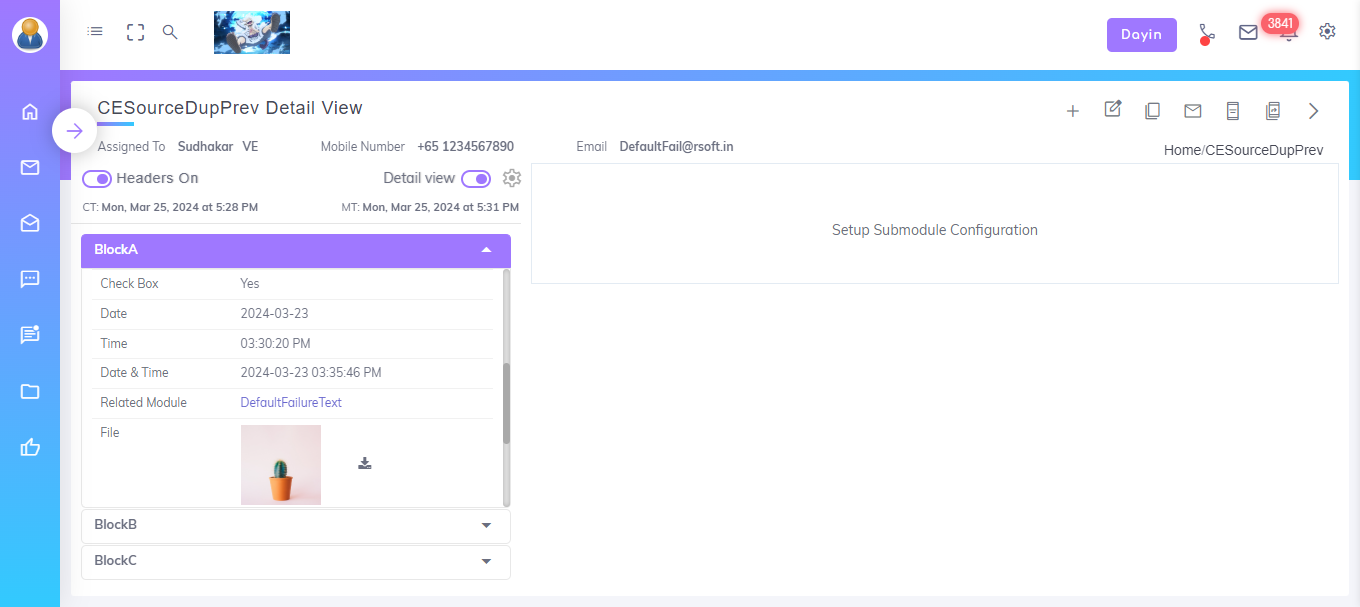 Dayin
3841
CESourceDupPrev Detail View
Assigned To Sudhakar VE Mobile Number +65 1234567890 Email DefaultFail@rsoft.in
Home/CESourceDupPrev
Headers On Detail view
CT: Mon, Mar 25, 2024 at 5:28 PM MT: Mon, Mar 25, 2024 at 5:31 PM
Setup Submodule Configuration
BlockA
Check Box Yes
Date 2024-03-23
Time 03:30:20 PM
Date & Time 2024-03-23 03:35:46 PM
Related Module DefaultFailureText
File
BlockB
BlockC